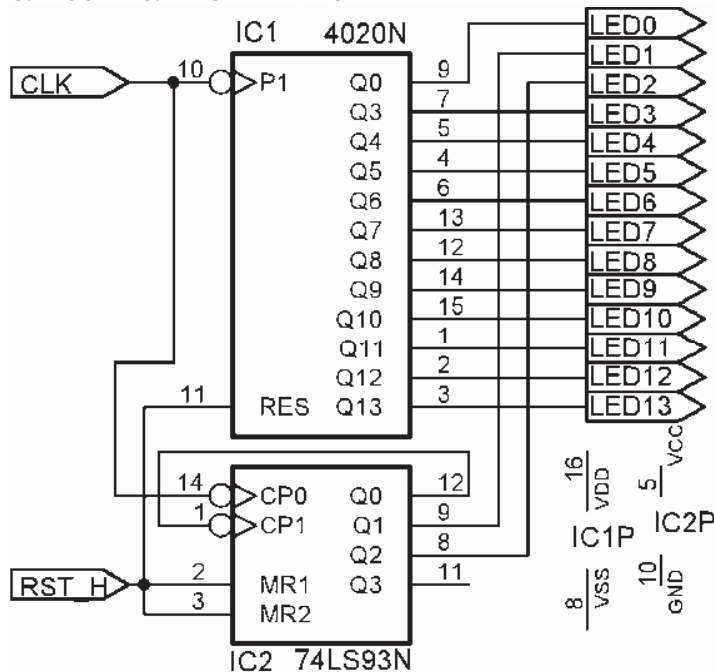 IC1 4020N
CLK 10 P1 Q0 9 LED0
LED1
LED2
Q3 7 LED3
Q4 5 LED4
Q5 4 LED5
Q6 6 LED6
Q7 13 LED7
Q8 12 LED8
Q9 14 LED9
Q10 15 LED10
Q11 1 LED11
Q12 2 LED12
11 RES Q13 3 LED13
14 CP0 Q0 12
1 CP1 Q1 9
Q2 8
Q3 11
RST_H 2 MR1
3 MR2
IC2 74LS93N
16 VDD
5 VCC
IC1P IC2P
8 VSS
10 GND